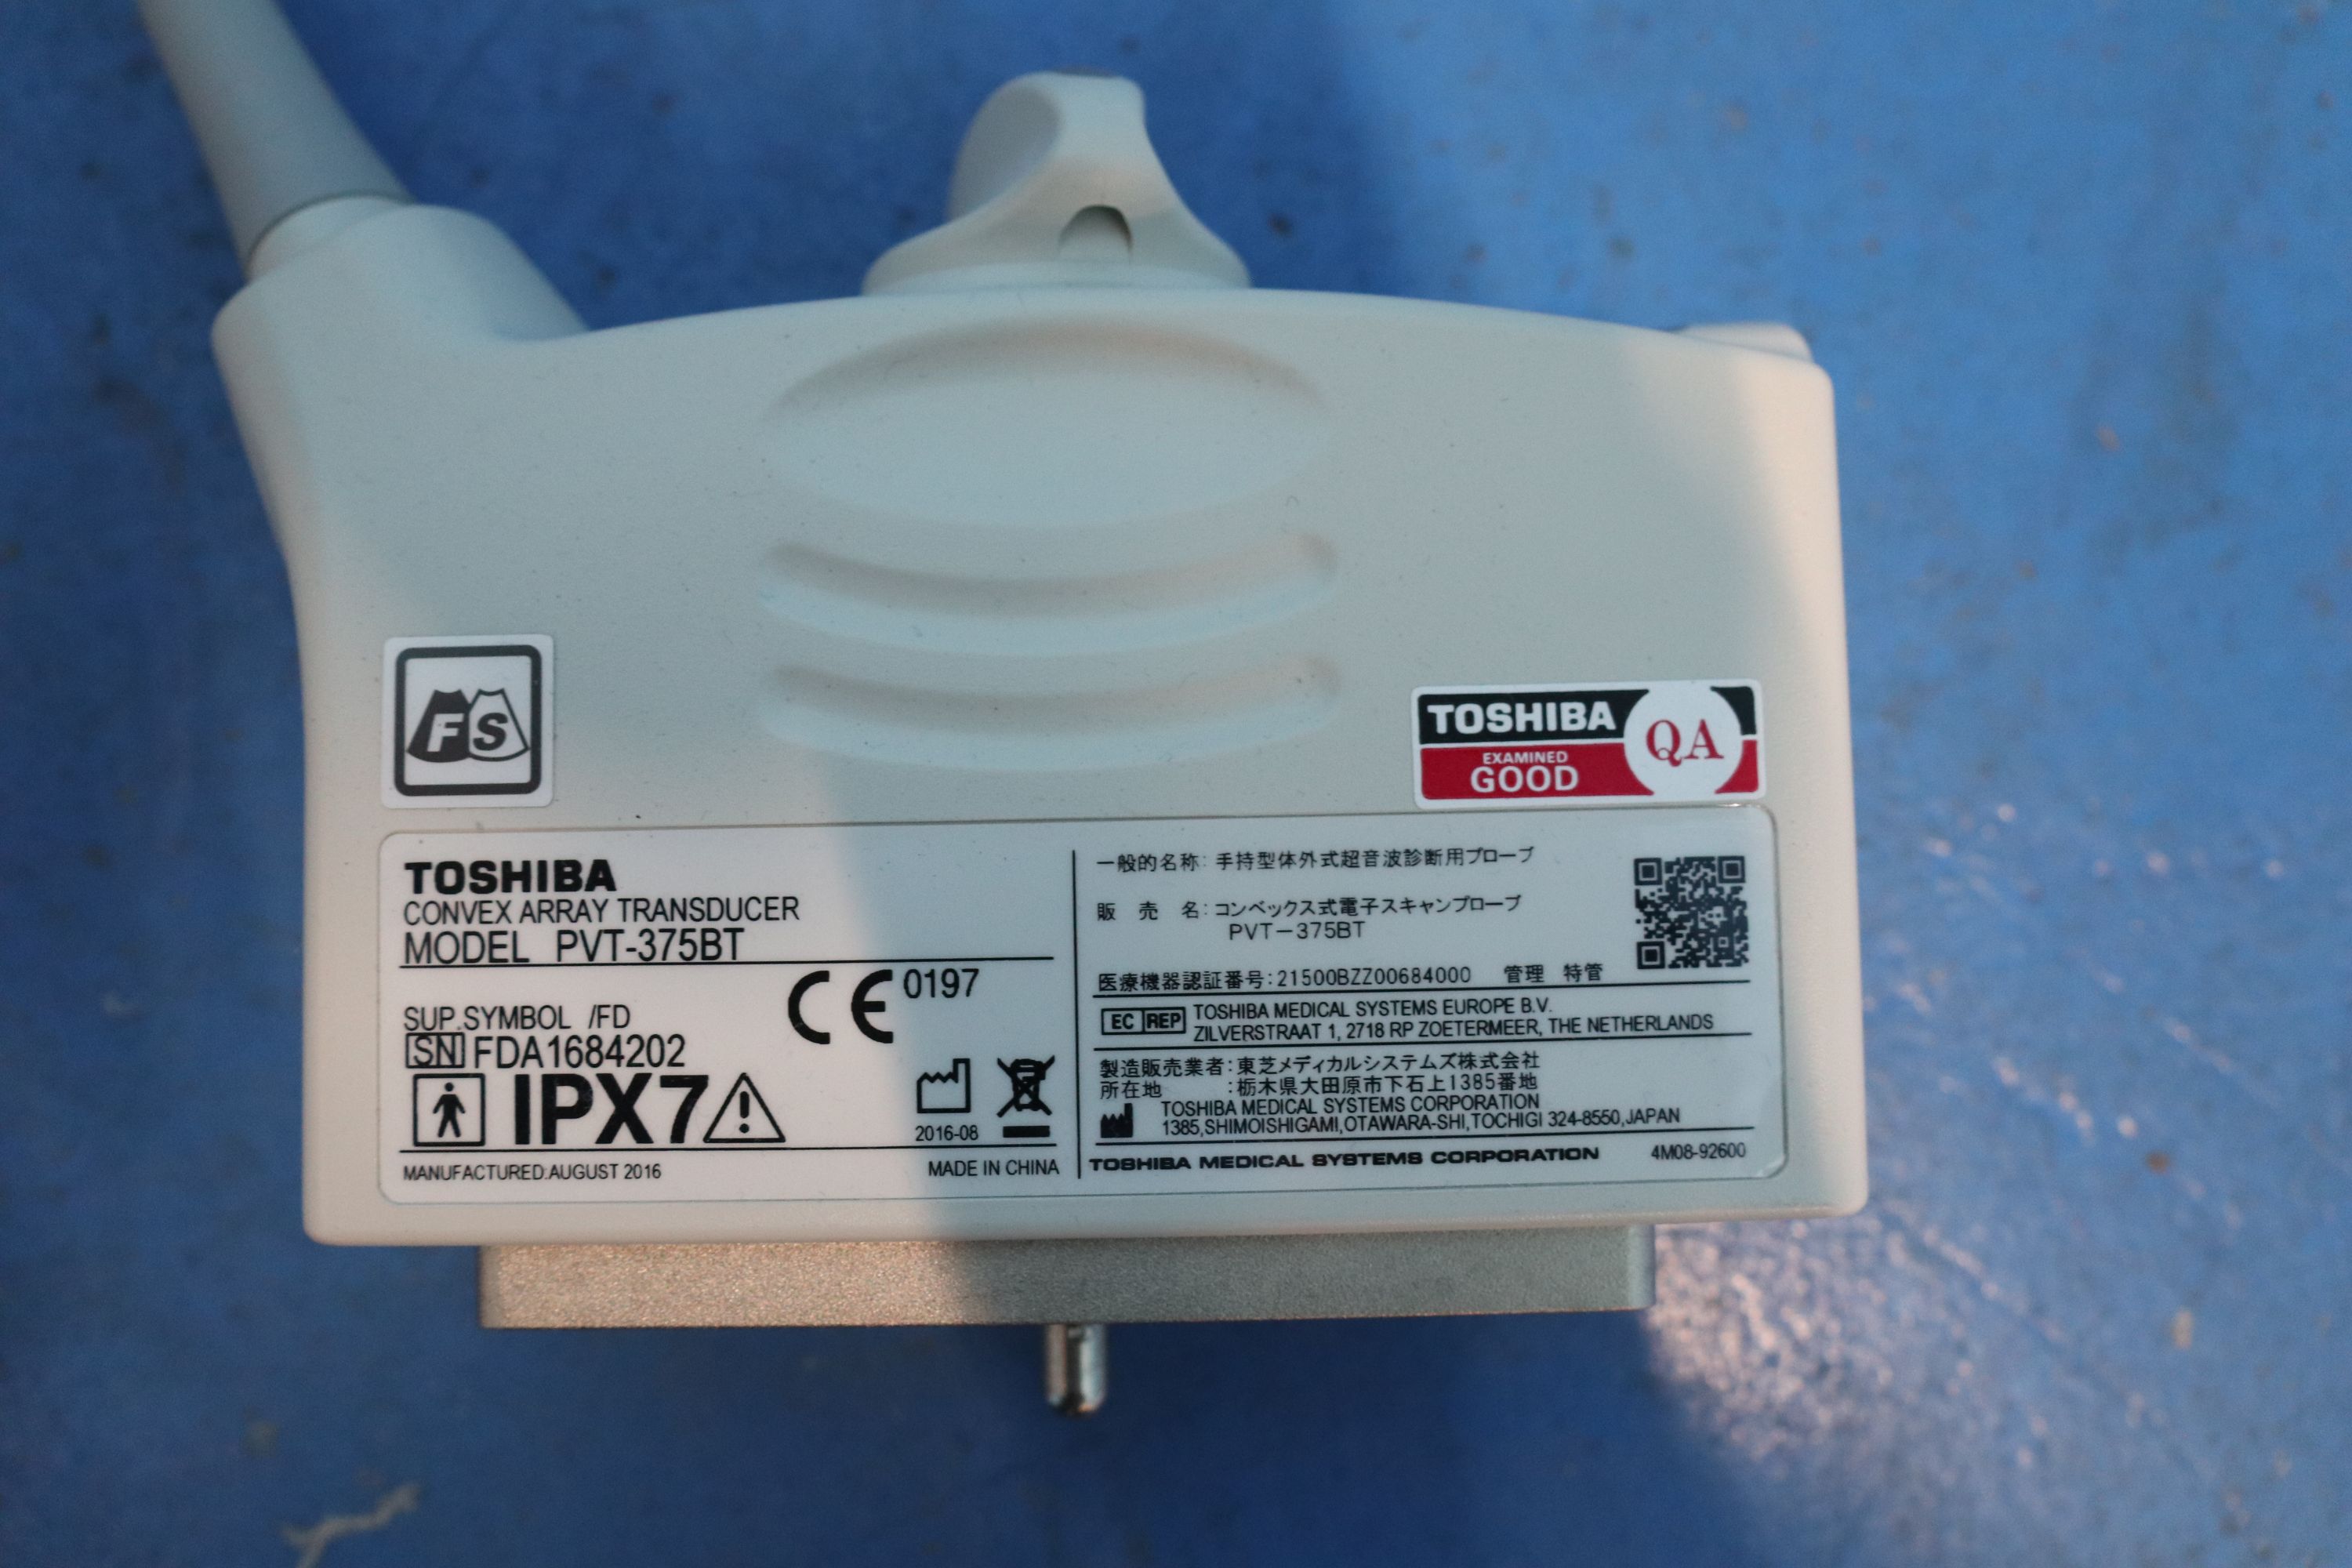 FS
TOSHIBA
EXAMINED
GOOD
QA
TOSHIBA
CONVEX ARRAY TRANSDUCER
MODEL PVT-375BT
CE 0197
SUP.SYMBOL /FD
SN FDA1684202
IPX7
2016-08
MANUFACTURED:AUGUST 2016
MADE IN CHINA
一般的名称: 手持型体外式超音波診断用プローブ
販 売 名: コンベックス式電子スキャンプローブ
PVT-375BT
医療機器認証番号:21500BZZ00684000 管理 特管
EC REP TOSHIBA MEDICAL SYSTEMS EUROPE B.V.
ZILVERSTRAAT 1, 2718 RP ZOETERMEER, THE NETHERLANDS
製造販売業者:東芝メディカルシステムズ株式会社
所在地 :栃木県大田原市下石上1385番地
TOSHIBA MEDICAL SYSTEMS CORPORATION
1385,SHIMOISHIGAMI,OTAWARA-SHI,TOCHIGI 324-8550,JAPAN
TOSHIBA MEDICAL SYSTEMS CORPORATION 4M08-92600